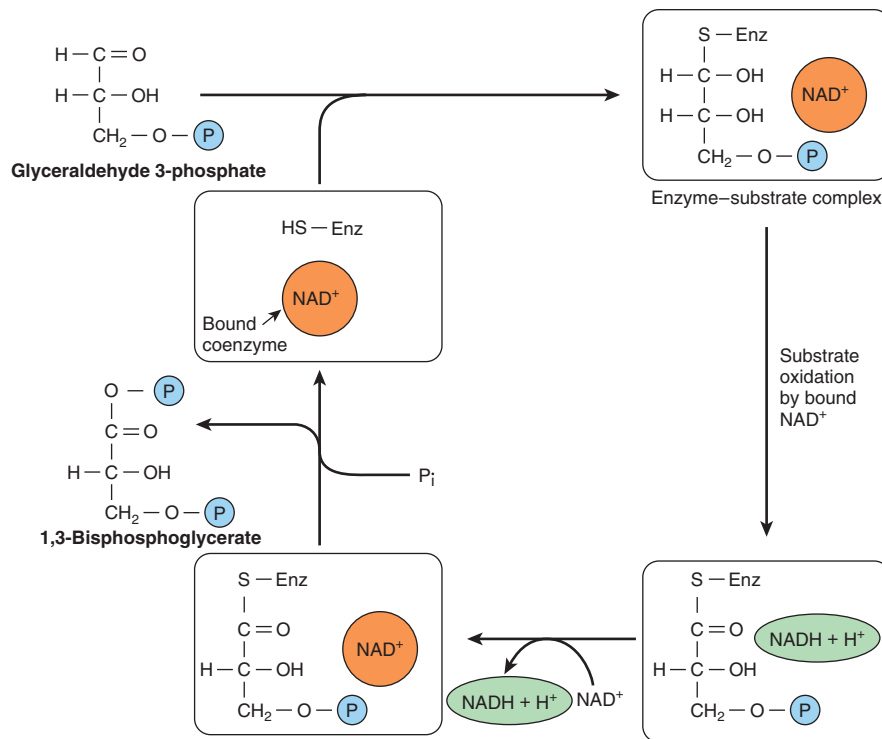 H–C=O
H–C–OH
CH₂–O–P
Glyceraldehyde 3-phosphate
S–Enz
H–C–OH
H–C–OH
CH₂–O–P
NAD⁺
Enzyme–substrate complex
HS–Enz
NAD⁺
Bound
coenzyme
Substrate
oxidation
by bound
NAD⁺
O–P
C=O
H–C–OH
CH₂–O–P
1,3-Bisphosphoglycerate
Pᵢ
S–Enz
C=O
H–C–OH
CH₂–O–P
NAD⁺
NADH + H⁺
NAD⁺
S–Enz
C=O
H–C–OH
CH₂–O–P
NADH + H⁺